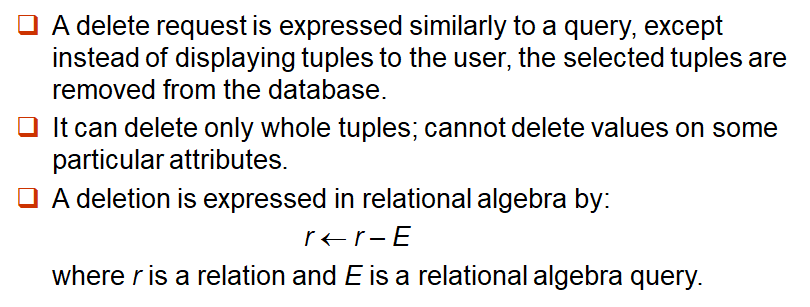 ❑ A delete request is expressed similarly to a query, except
instead of displaying tuples to the user, the selected tuples are
removed from the database.
❑ It can delete only whole tuples; cannot delete values on some
particular attributes.
❑ A deletion is expressed in relational algebra by:
r ← r – E
where r is a relation and E is a relational algebra query.